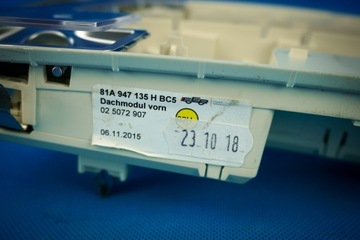 81A 947 135 H BC5
Dachmodul vorn
02 5072 907
06.11.2015
23 10 18